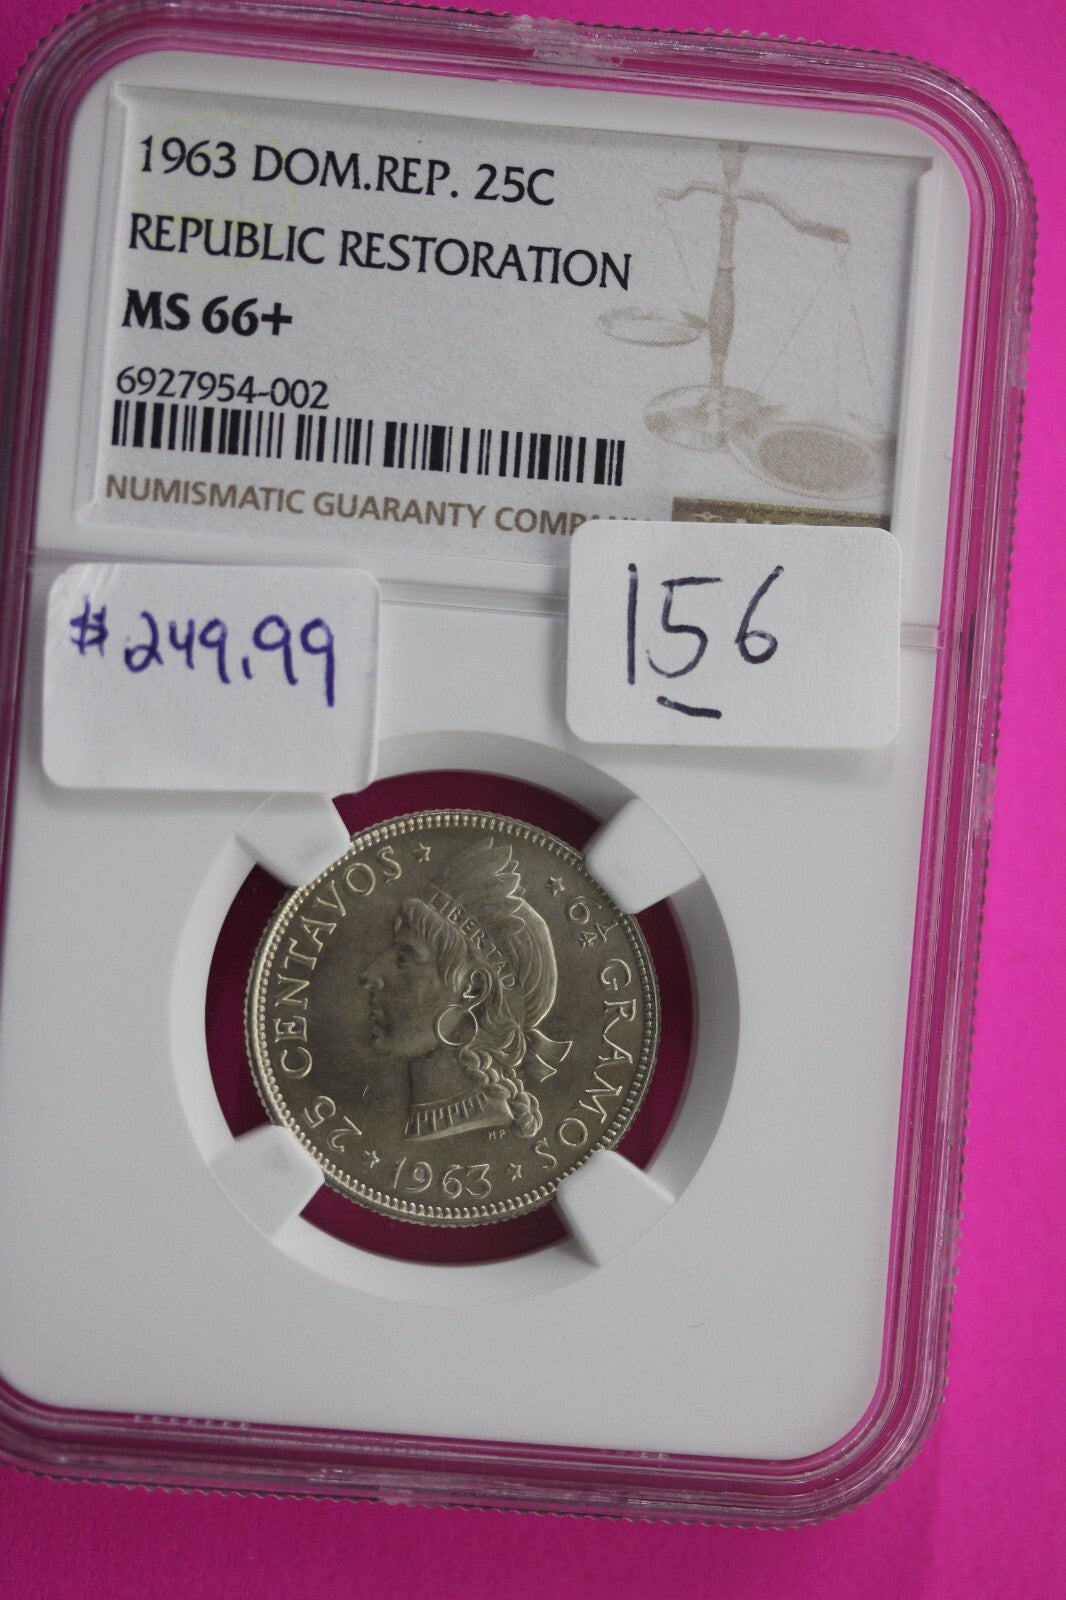 1963 DOM.REP. 25C
REPUBLIC RESTORATION
MS 66+
6927954-002
NUMISMATIC GUARANTY
$249.99
156
25 CENTAVOS ★ ★ 6¼ GRAMOS ★ 1963 ★
LIBERTAD
HP